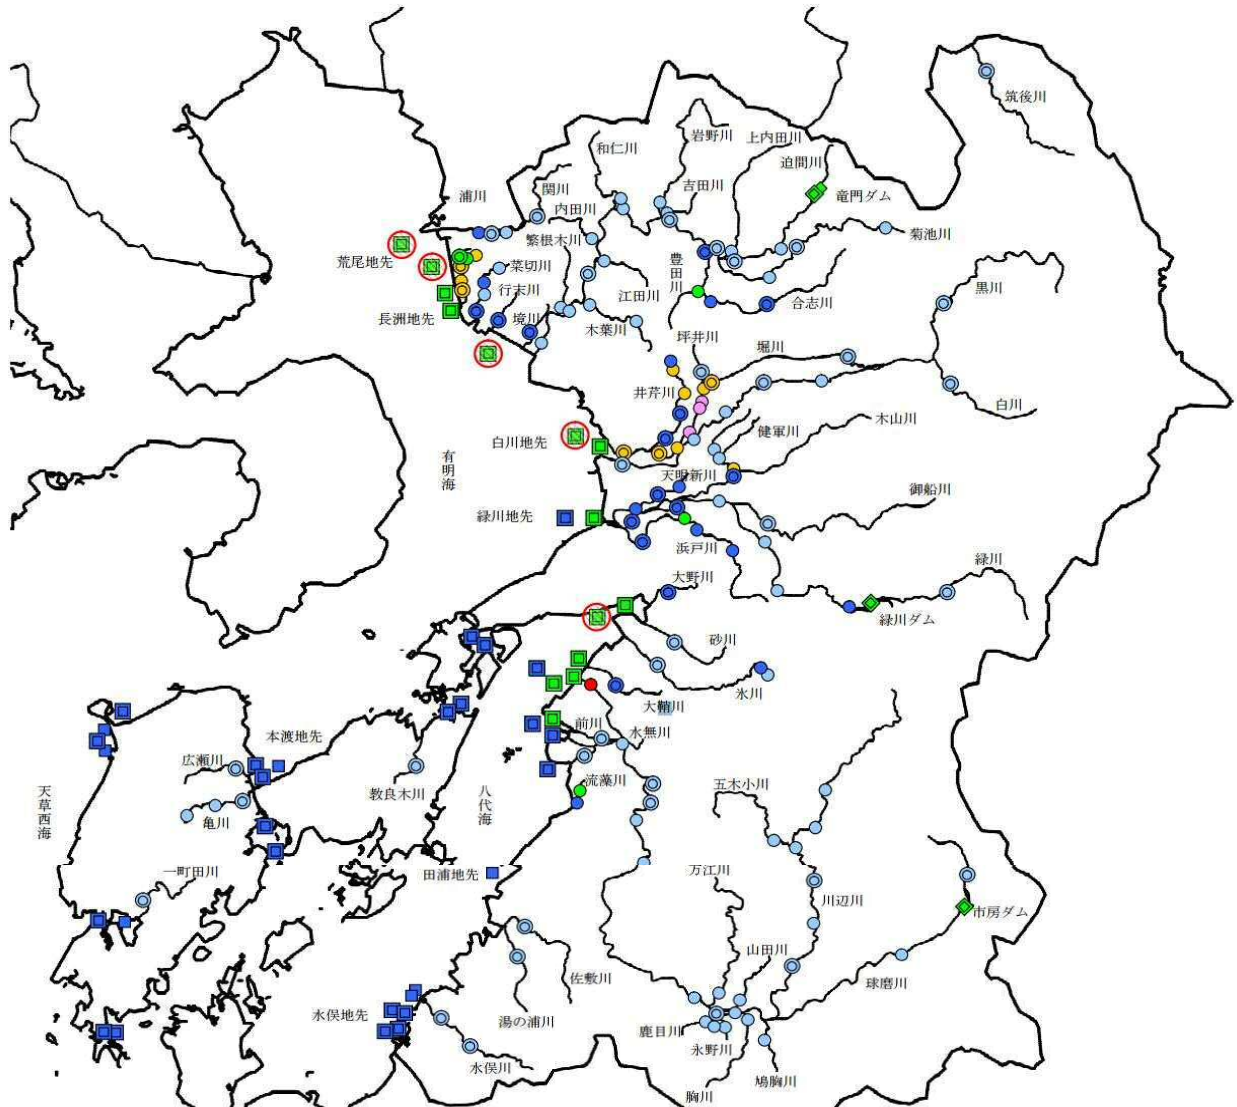 筑後川
岩野川
上内田川
和仁川
迫間川
関川
吉田川
竜門ダム
浦川
内田川
菊池川
繁根木川
荒尾地先
菜切川
豊田川
黒川
行末川
江田川
合志川
長洲地先
境川
木葉川
坪井川
堀川
井芹川
白川
木山川
健軍川
白川地先
有明海
天明新川
御船川
緑川地先
浜戸川
緑川
大野川
緑川ダム
砂川
氷川
大鞘川
前川
水無川
本渡地先
広瀬川
流藻川
五木小川
教良木川
八代海
天草西海
亀川
一町田川
田浦地先
万江川
川辺川
市房ダム
山田川
佐敷川
球磨川
湯の浦川
水俣地先
鹿目川
永野川
水俣川
鳩胸川
胸川